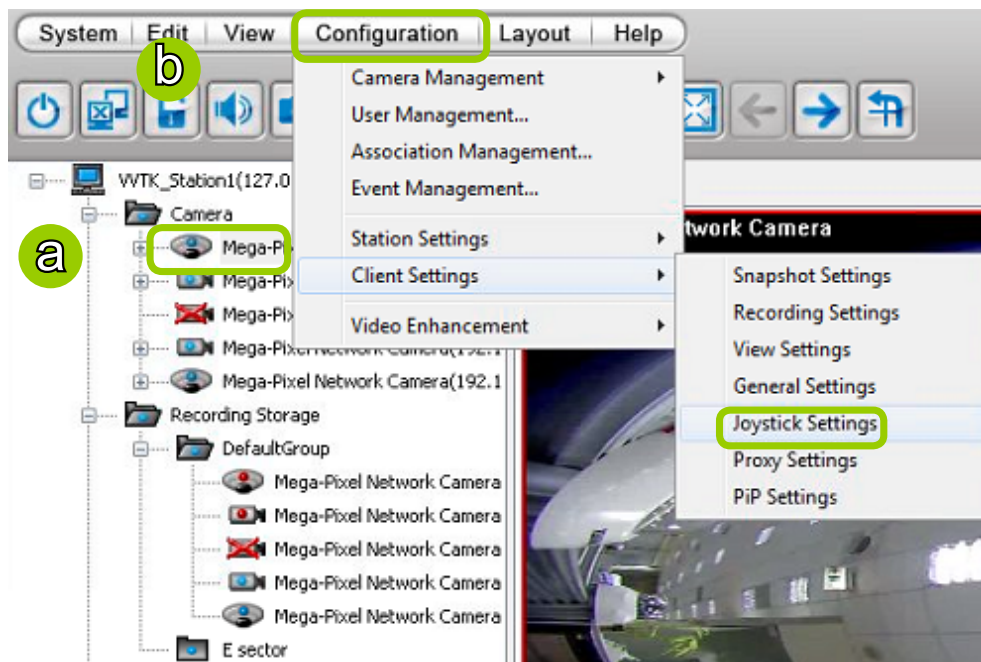 System Edit View Configuration Layout Help
b
Camera Management
User Management...
Association Management...
Event Management...
Station Settings
Client Settings
Video Enhancement
Snapshot Settings
Recording Settings
View Settings
General Settings
Joystick Settings
Proxy Settings
PiP Settings
a
VVTK_Station1(127.0
Camera
Mega-Pi
Mega-Pix
Mega-Pix
Mega-Pixel Network Camera(192.1
Mega-Pixel Network Camera(192.1
Recording Storage
DefaultGroup
Mega-Pixel Network Camera
Mega-Pixel Network Camera
Mega-Pixel Network Camera
Mega-Pixel Network Camera
Mega-Pixel Network Camera
E sector
twork Camera